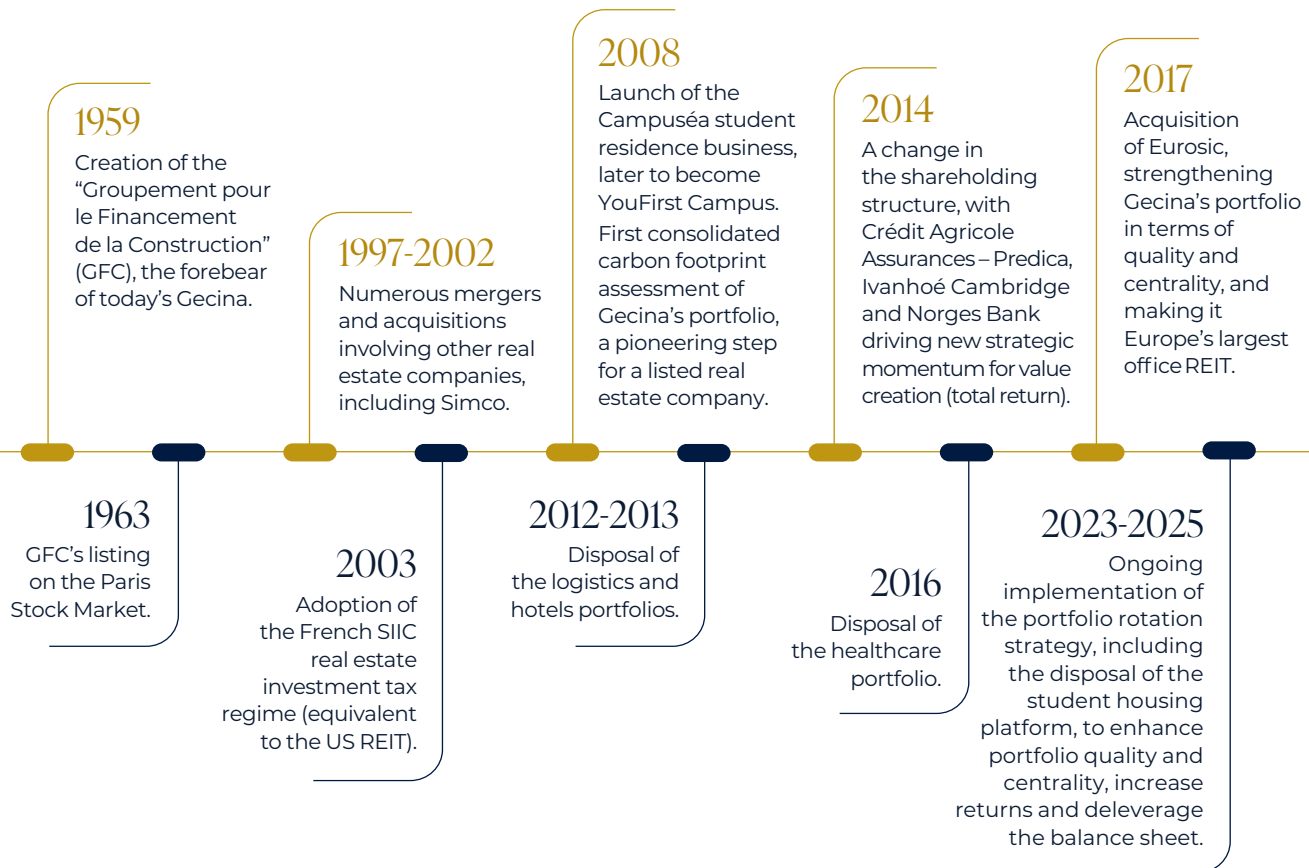 1959
Creation of the
“Groupement pour
le Financement
de la Construction”
(GFC), the forebear
of today’s Gecina.
1963
GFC’s listing
on the Paris
Stock Market.
1997-2002
Numerous mergers
and acquisitions
involving other real
estate companies,
including Simco.
2003
Adoption of
the French SIIC
real estate
investment tax
regime (equivalent
to the US REIT).
2008
Launch of the
Campuséa student
residence business,
later to become
YouFirst Campus.
First consolidated
carbon footprint
assessment of
Gecina’s portfolio,
a pioneering step
for a listed real
estate company.
2012-2013
Disposal of
the logistics and
hotels portfolios.
2014
A change in
the shareholding
structure, with
Crédit Agricole
Assurances – Predica,
Ivanhoé Cambridge
and Norges Bank
driving new strategic
momentum for value
creation (total return).
2016
Disposal of
the healthcare
portfolio.
2017
Acquisition
of Eurosic,
strengthening
Gecina’s portfolio
in terms of
quality and
centrality, and
making it
Europe’s largest
office REIT.
2023-2025
Ongoing
implementation of
the portfolio rotation
strategy, including
the disposal of the
student housing
platform, to enhance
portfolio quality and
centrality, increase
returns and deleverage
the balance sheet.